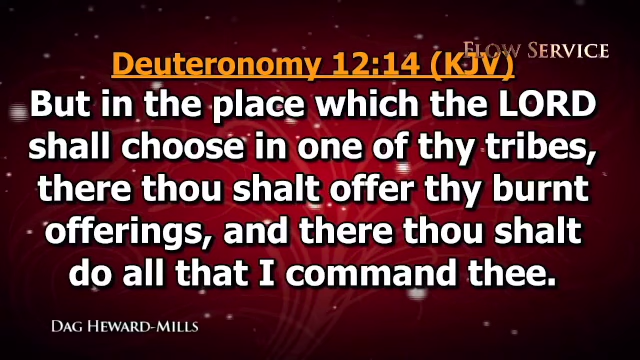 FLOW SERVICE
Deuteronomy 12:14 (KJV)
But in the place which the LORD
shall choose in one of thy tribes,
there thou shalt offer thy burnt
offerings, and there thou shalt
do all that I command thee.
DAG HEWARD-MILLS